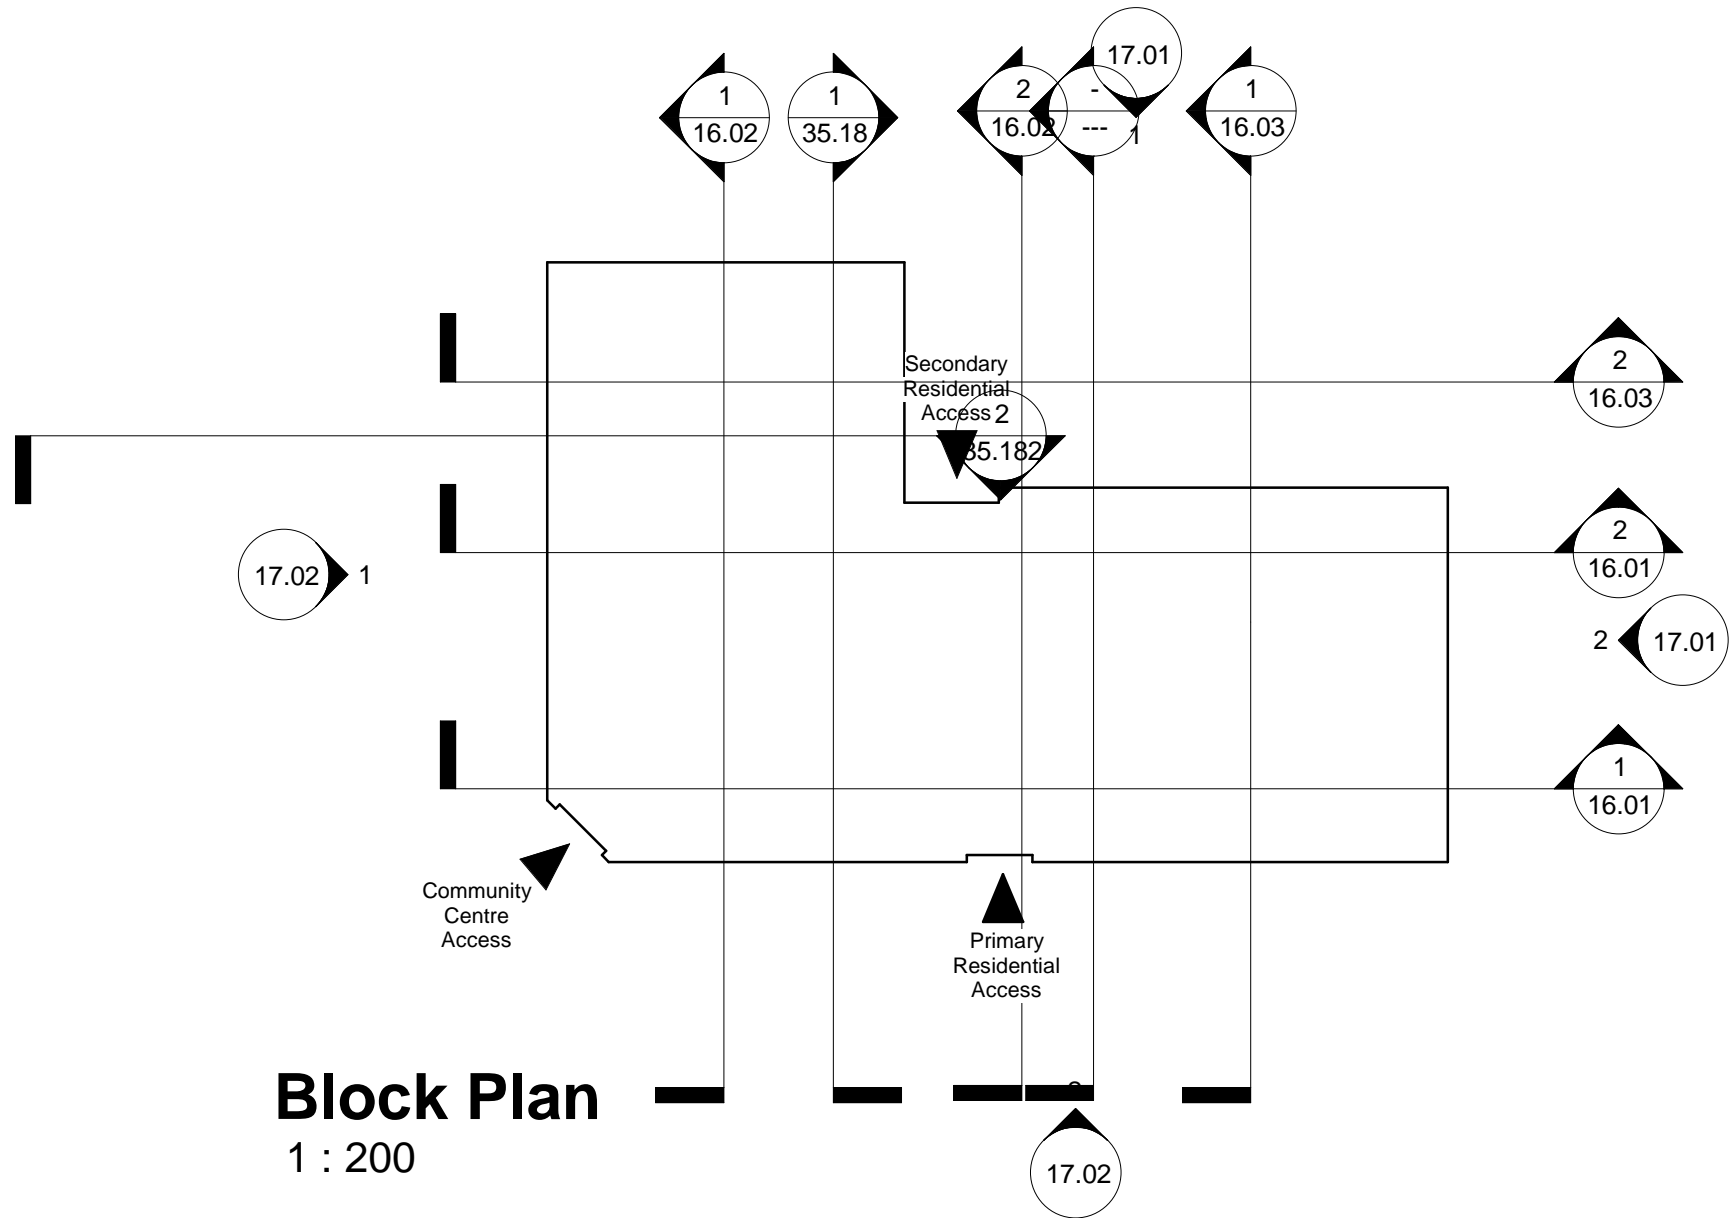 17.01
1
16.02
1
35.18
2
16.02
-
---
1
1
16.03
Secondary
Residential
Access
2
35.182
2
16.03
2
16.01
17.02
1
2
17.01
1
16.01
Community
Centre
Access
Primary
Residential
Access
Block Plan
1 : 200
17.02